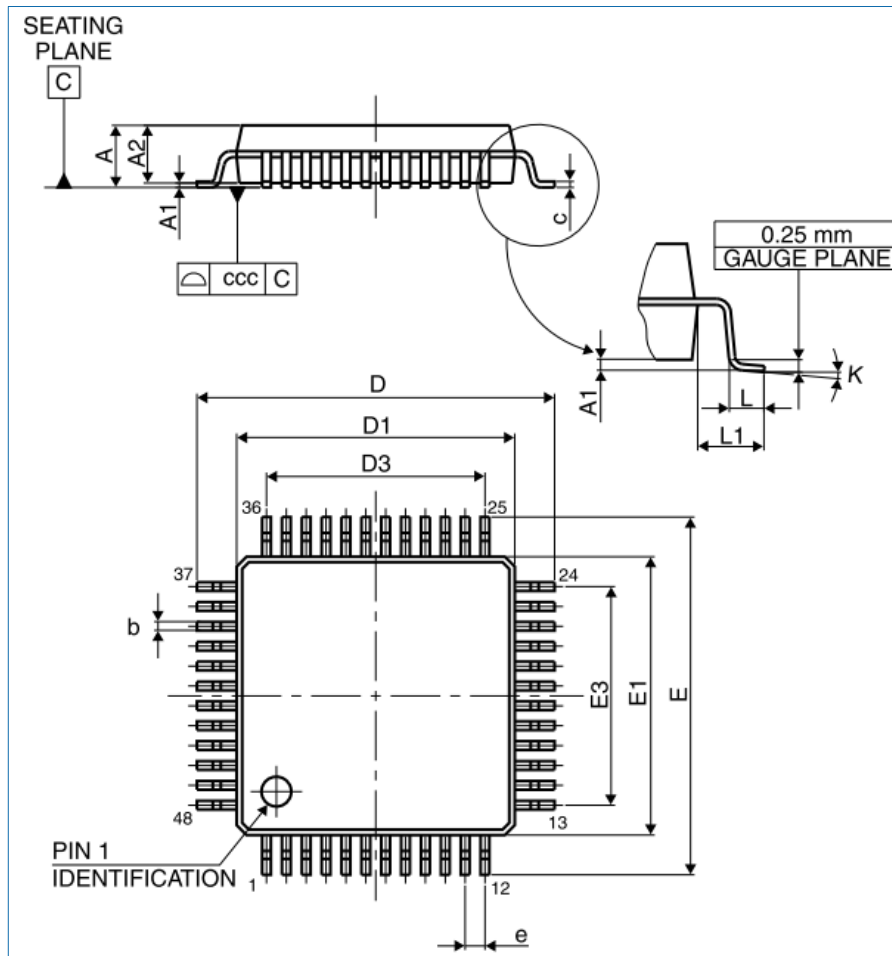 SEATING
PLANE
C
A
A2
A1
c
ccc C
0.25 mm
GAUGE PLANE
A1
K
L
L1
D
D1
D3
36
25
37
24
b
E3
E1
E
48
13
PIN 1
IDENTIFICATION
1
12
e